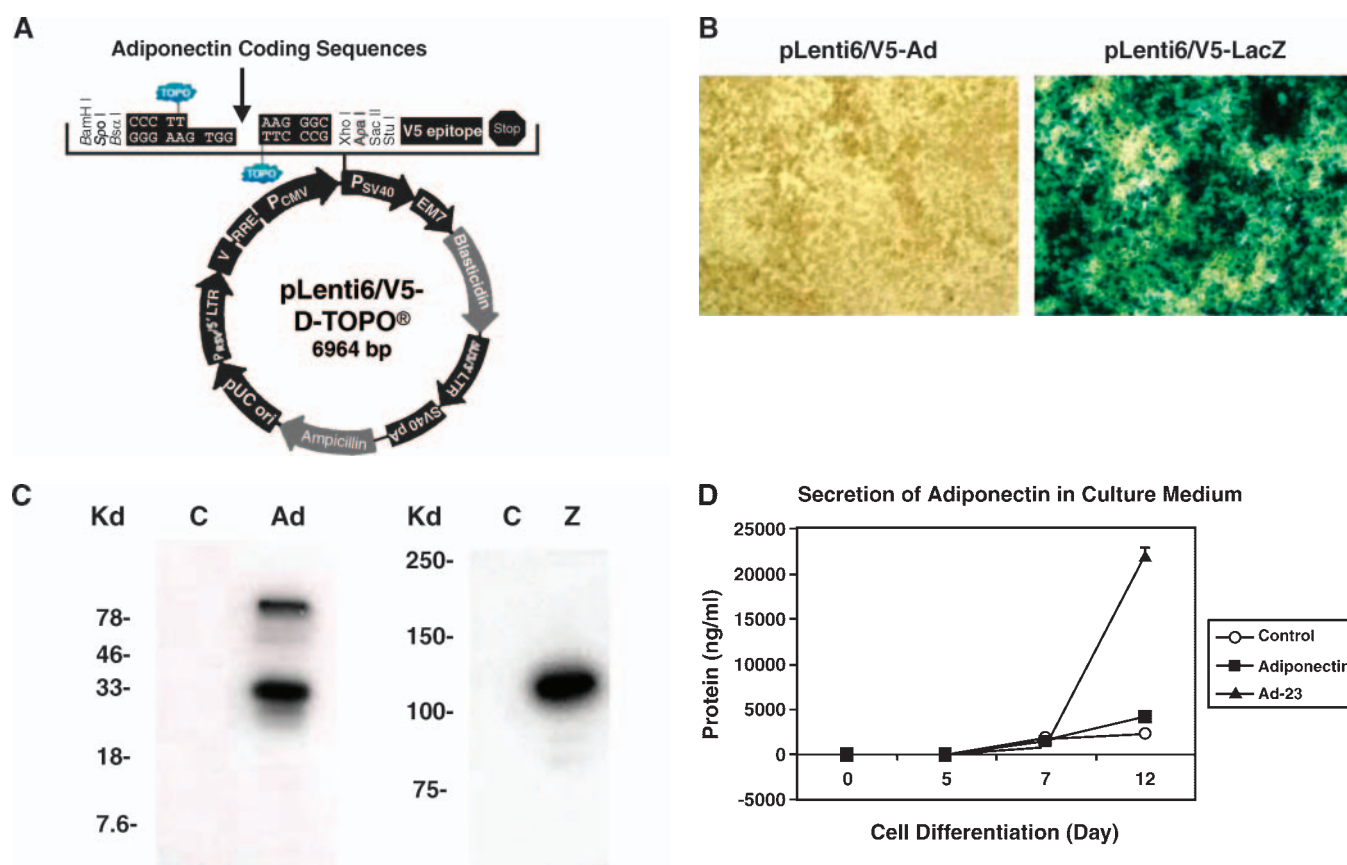 A
Adiponectin Coding Sequences
TOPO
BamH I
Spo I
Bsα I
CCC TT
GGG AAG TGG
AAG GGC
TTC CCG
TOPO
Xho I
Apa I
Sac II
Stu I
V5 epitope
Stop
PCMV
PSV40
EM7
Blasticidin
LTR
SV40 pA
Ampicillin
pUC ori
PRSV/5' LTR
V
RRE
pLenti6/V5-
D-TOPO®
6964 bp
B
pLenti6/V5-Ad
pLenti6/V5-LacZ
C
Kd C Ad
78-
46-
33-
18-
7.6-
Kd C Z
250-
150-
100-
75-
D
Secretion of Adiponectin in Culture Medium
Protein (ng/ml)
25000
20000
15000
10000
5000
0
-5000
0 5 7 12
Cell Differentiation (Day)
Control
Adiponectin
Ad-23